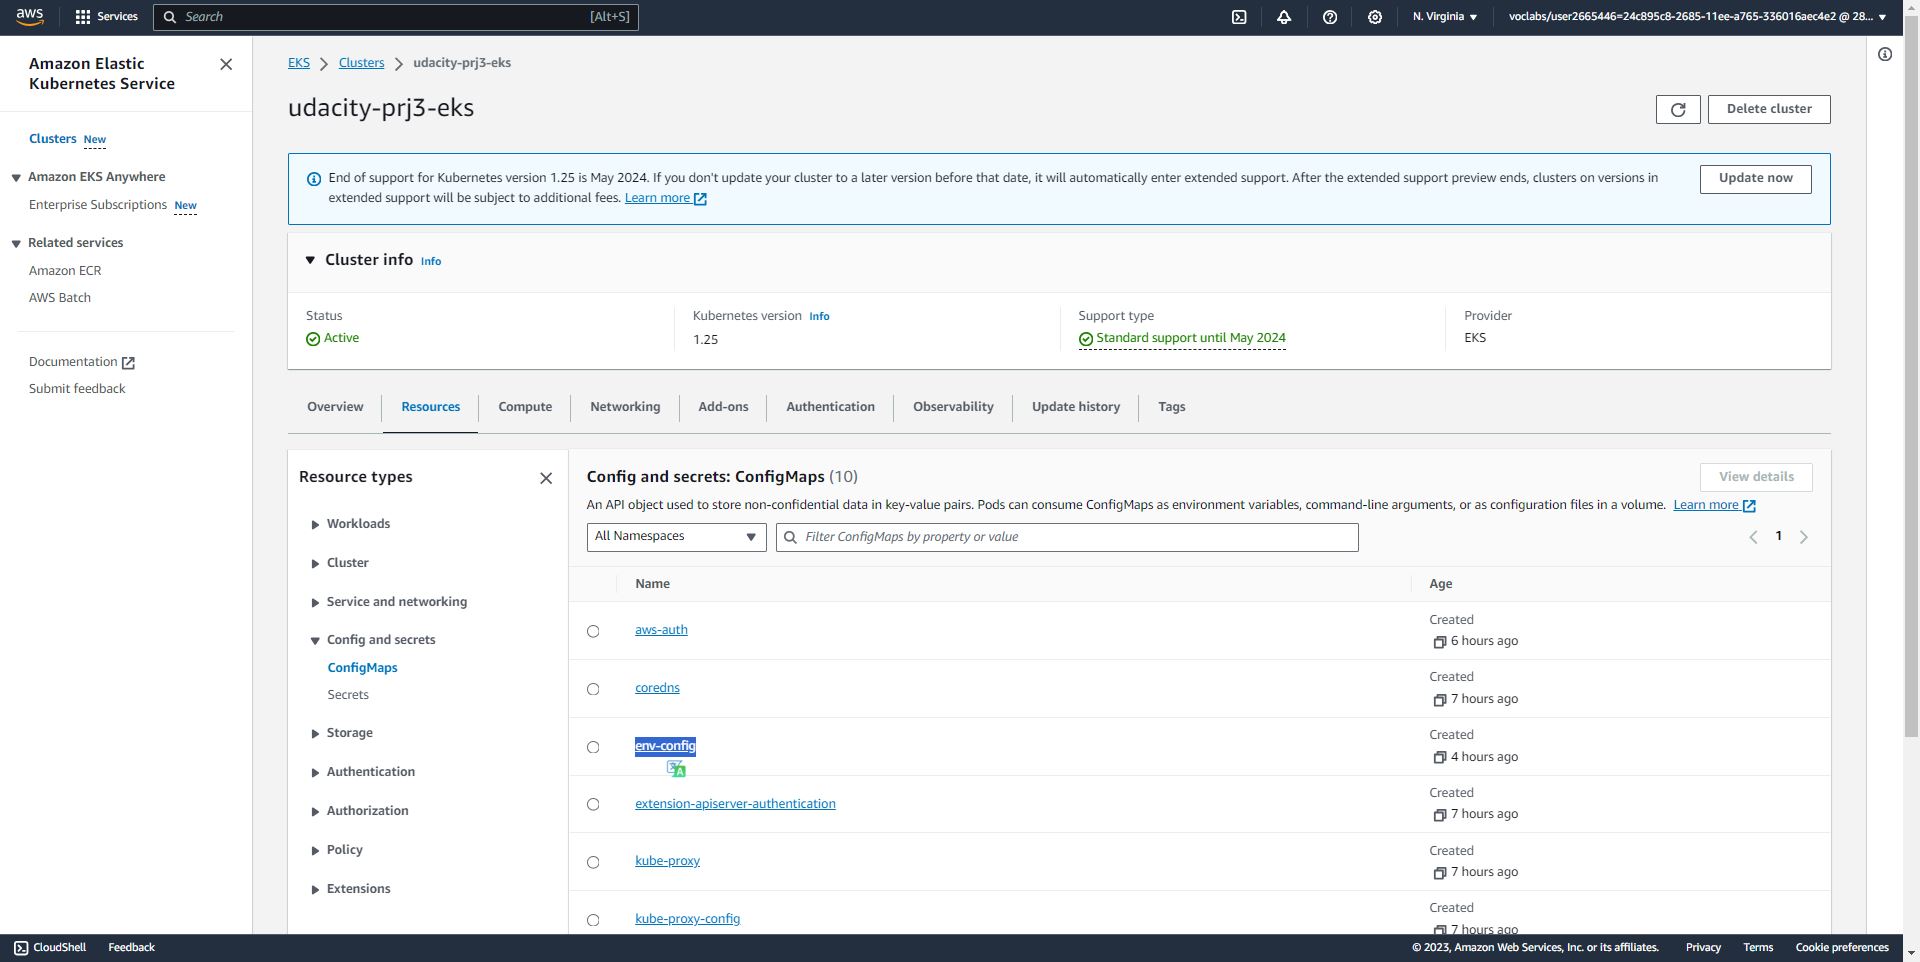 aws
Services
Search
[Alt+S]
N. Virginia
voclabs/user2665446=24c895c8-2685-11ee-a765-336016aec4e2 @ 28...
Amazon Elastic
Kubernetes Service
Clusters New
Amazon EKS Anywhere
Enterprise Subscriptions New
Related services
Amazon ECR
AWS Batch
Documentation
Submit feedback
EKS
Clusters
udacity-prj3-eks
udacity-prj3-eks
Delete cluster
End of support for Kubernetes version 1.25 is May 2024. If you don't update your cluster to a later version before that date, it will automatically enter extended support. After the extended support preview ends, clusters on versions in
extended support will be subject to additional fees. Learn more
Update now
Cluster info Info
Status
Active
Kubernetes version Info
1.25
Support type
Standard support until May 2024
Provider
EKS
Overview
Resources
Compute
Networking
Add-ons
Authentication
Observability
Update history
Tags
Resource types
Workloads
Cluster
Service and networking
Config and secrets
ConfigMaps
Secrets
Storage
Authentication
Authorization
Policy
Extensions
Config and secrets: ConfigMaps (10)
View details
An API object used to store non-confidential data in key-value pairs. Pods can consume ConfigMaps as environment variables, command-line arguments, or as configuration files in a volume. Learn more
All Namespaces
Filter ConfigMaps by property or value
1
Name
Age
aws-auth
Created
6 hours ago
coredns
Created
7 hours ago
env-config
Created
4 hours ago
extension-apiserver-authentication
Created
7 hours ago
kube-proxy
Created
7 hours ago
kube-proxy-config
Created
7 hours ago
CloudShell
Feedback
© 2023, Amazon Web Services, Inc. or its affiliates.
Privacy
Terms
Cookie preferences